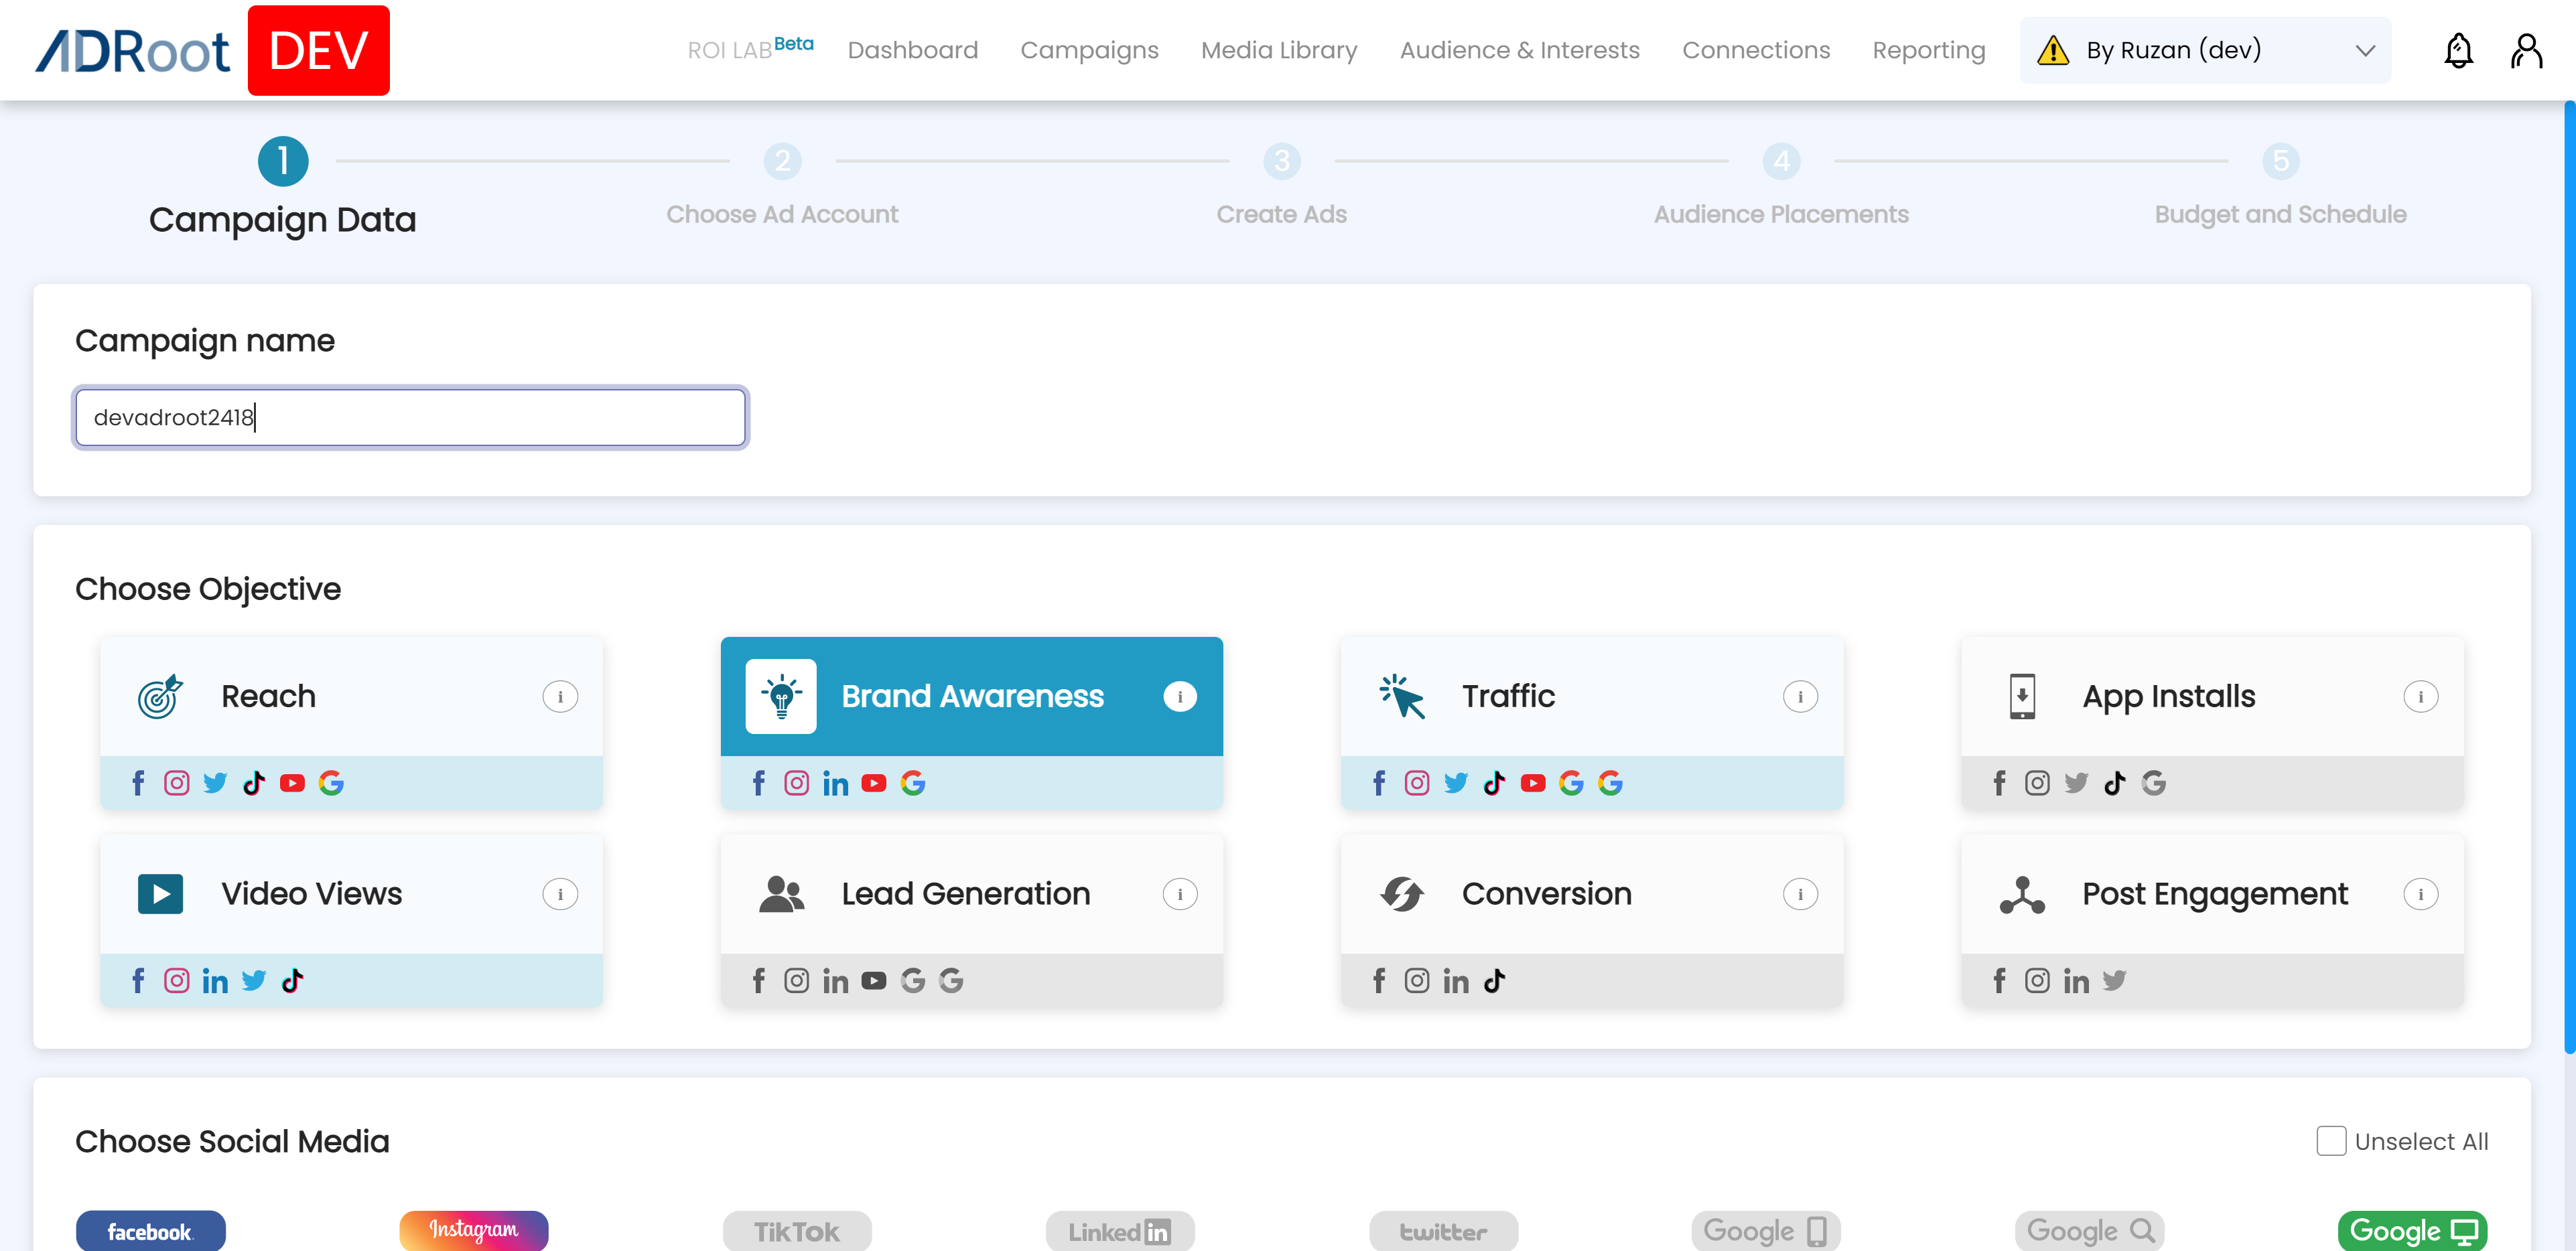 ADRoot DEV ROI LAB Beta Dashboard Campaigns Media Library Audience & Interests Connections Reporting By Ruzan (dev)
1 2 3 4 5
Campaign Data Choose Ad Account Create Ads Audience Placements Budget and Schedule
Campaign name
devadroot2418
Choose Objective
Reach i Brand Awareness i Traffic i App Installs i
Video Views i Lead Generation i Conversion i Post Engagement i
Choose Social Media Unselect All
facebook Instagram TikTok Linkedin twitter Google Google Google